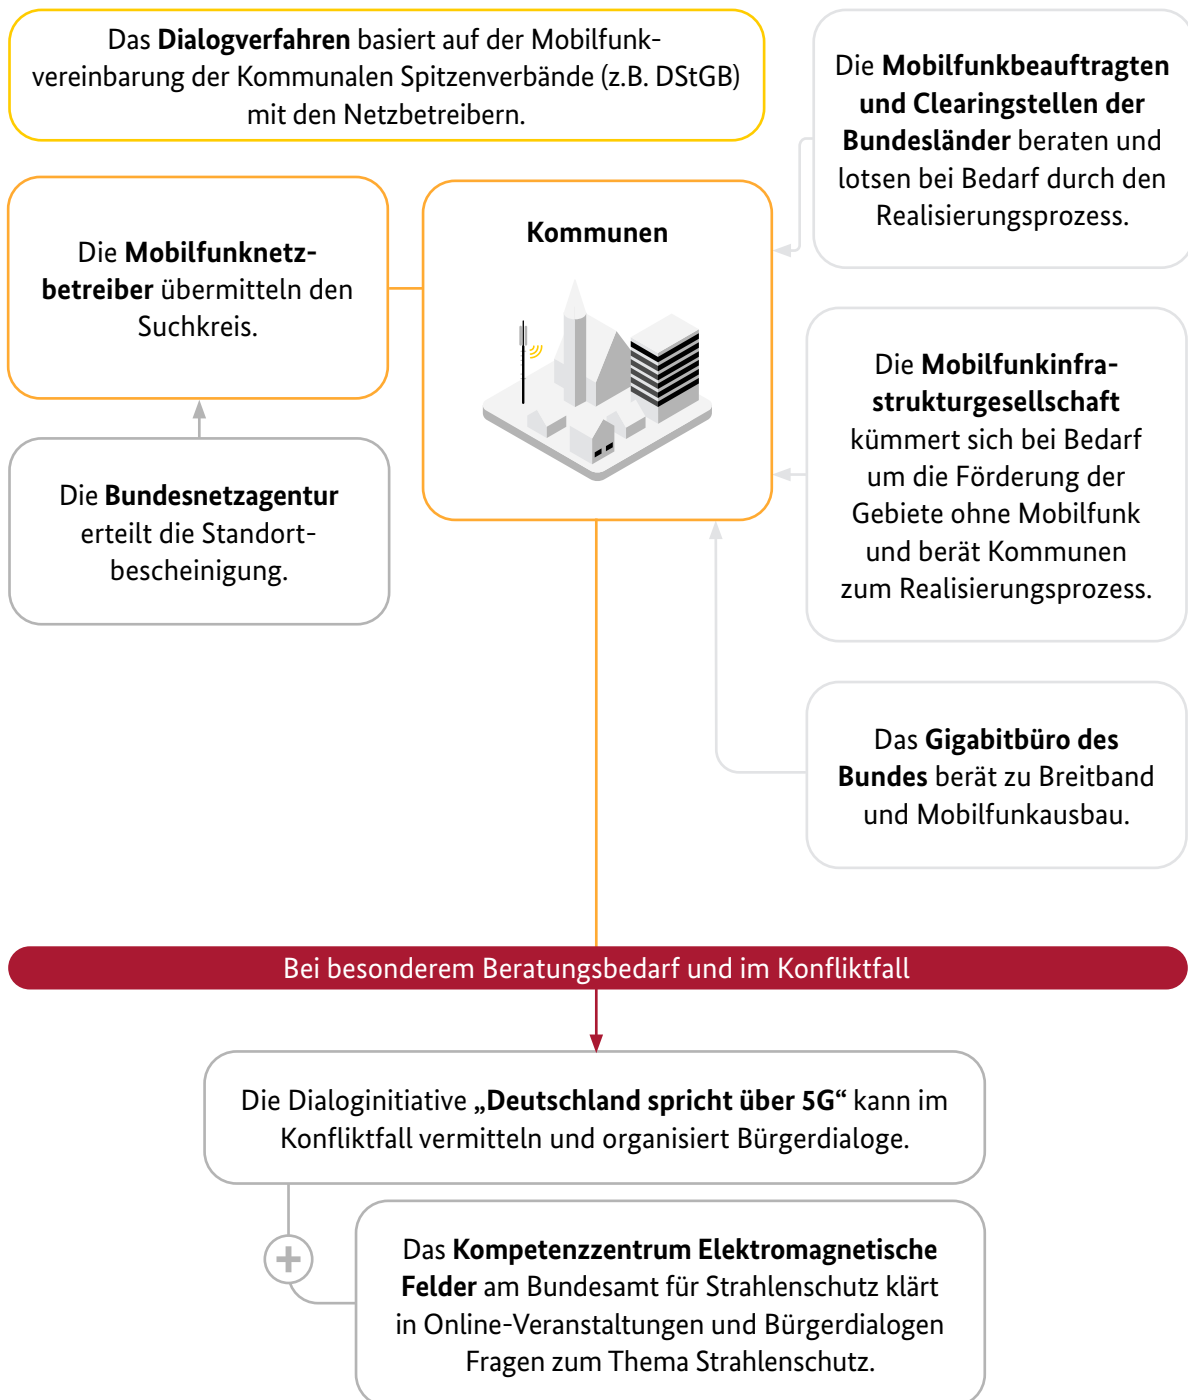 Das Dialogverfahren basiert auf der Mobilfunk-
vereinbarung der Kommunalen Spitzenverbände (z.B. DStGB)
mit den Netzbetreibern.
Die Mobilfunknetz-
betreiber übermitteln den
Suchkreis.
Die Bundesnetzagentur
erteilt die Standort-
bescheinigung.
Kommunen
Die Mobilfunkbeauftragten
und Clearingstellen der
Bundesländer beraten und
lotsen bei Bedarf durch den
Realisierungsprozess.
Die Mobilfunkinfra-
strukturgesellschaft
kümmert sich bei Bedarf
um die Förderung der
Gebiete ohne Mobilfunk
und berät Kommunen
zum Realisierungsprozess.
Das Gigabitbüro des
Bundes berät zu Breitband
und Mobilfunkausbau.
Bei besonderem Beratungsbedarf und im Konfliktfall
Die Dialoginitiative „Deutschland spricht über 5G“ kann im
Konfliktfall vermitteln und organisiert Bürgerdialoge.
Das Kompetenzzentrum Elektromagnetische
Felder am Bundesamt für Strahlenschutz klärt
in Online-Veranstaltungen und Bürgerdialogen
Fragen zum Thema Strahlenschutz.